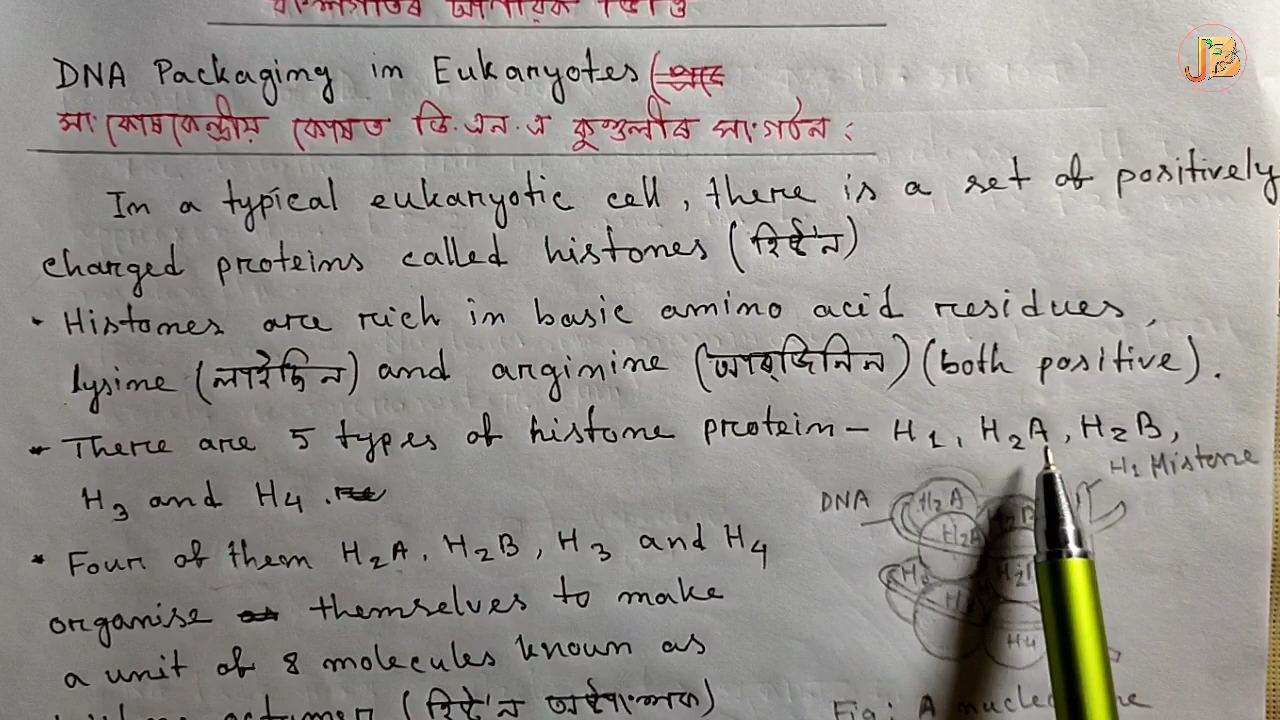 DNA Packaging in Eukaryotes (
সাংকোষকেন্দ্ৰীয় কোষত ডি.এন.এ কুণ্ডলীৰ সংগঠন :
In a typical eukaryotic cell, there is a set of positively
charged proteins called histones (হিষ্ট'ন)
• Histones are rich in basic amino acid residues,
lysine (লাইচিন) and arginine (আৰ্জিনিন) (both positive).
* There are 5 types of histone protein - H1, H2A, H2B,
H3 and H4.
H1 Histone
DNA
H2A
H2B
H2A
* Four of them H2A, H2B, H3 and H4
organise themselves to make
a unit of 8 molecules known as
H4
(হিষ্ট'ন
Fig: A